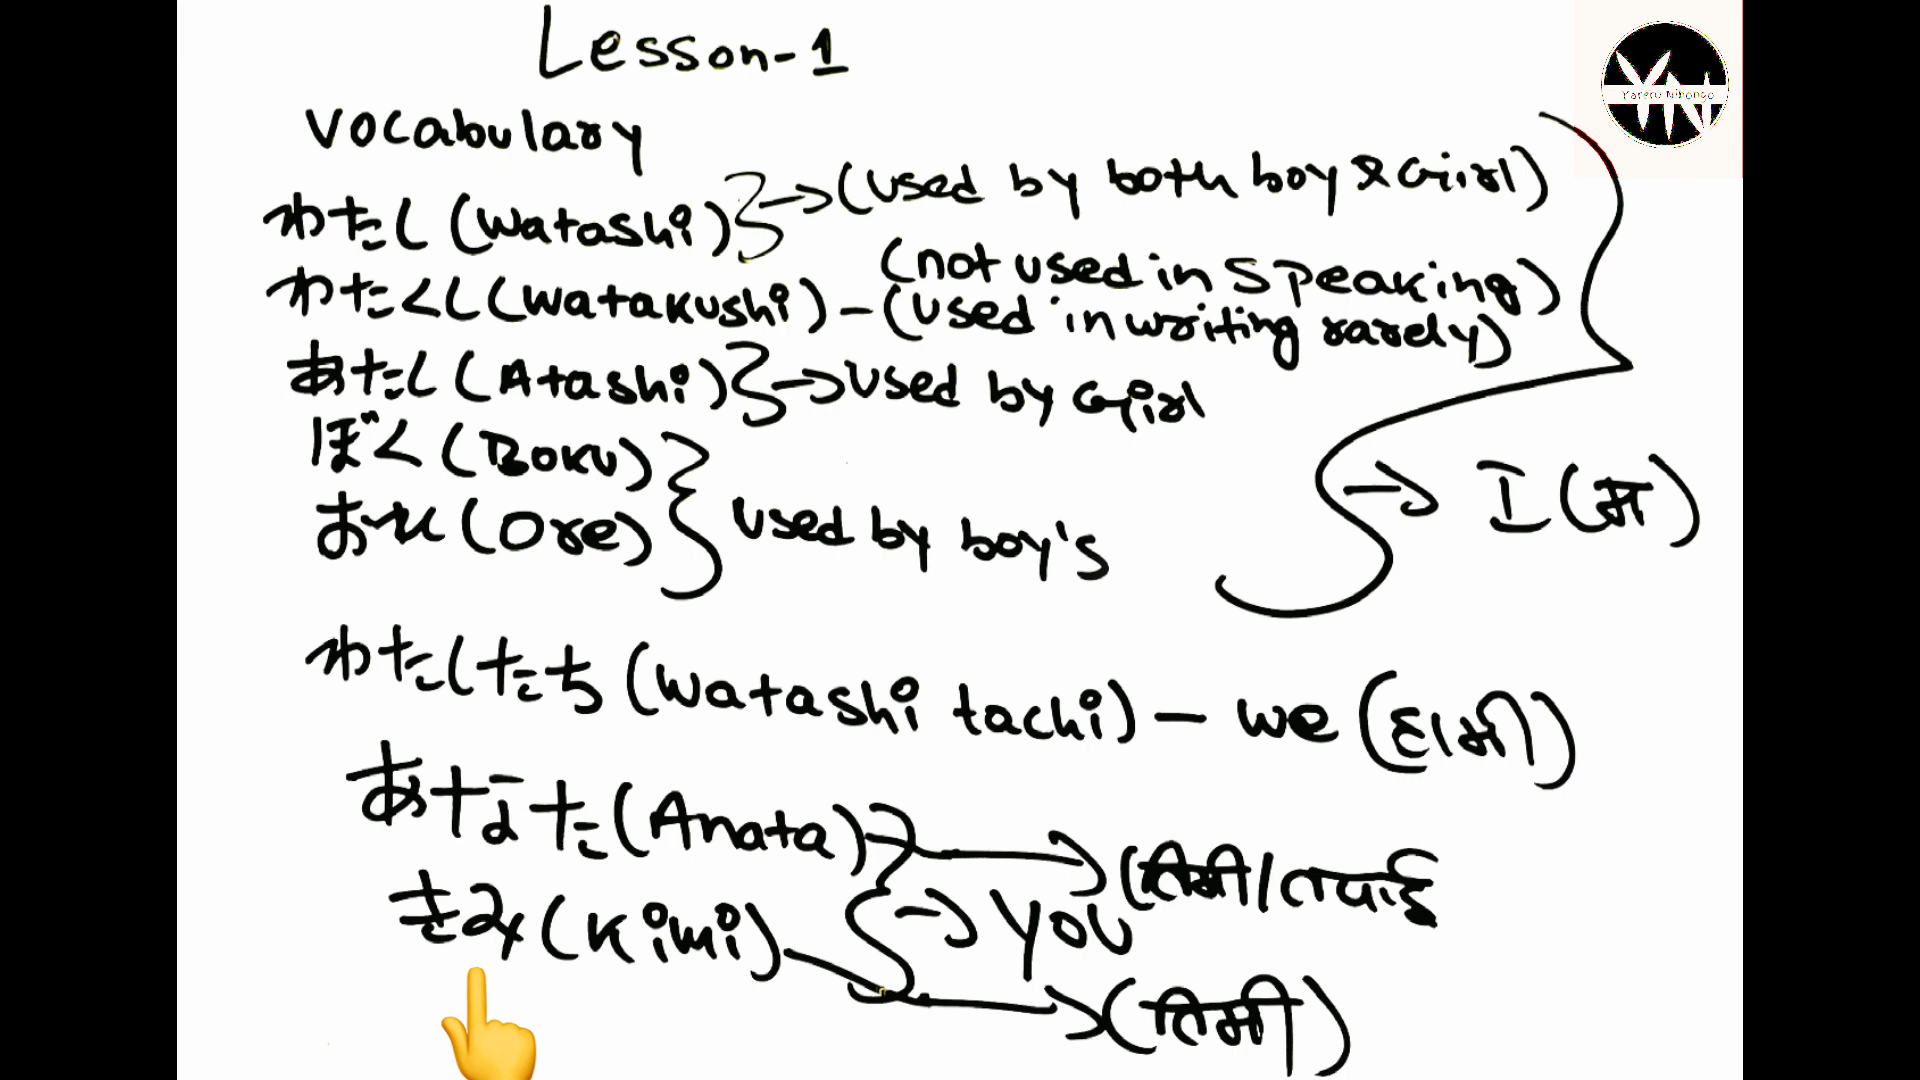 Lesson-1
Yareru Nihongo
Vocabulary
わたし (Watashi) → (used by both boy & Girl)
(not used in speaking)
わたくし (Watakushi) - (used in writing rarely)
あたし (Atashi) → used by Girl
ぼく (Boku)
おれ (Ore) used by boy's
→ I (म)
わたしたち (Watashi tachi) - we (हामी)
あなた (Anata) → (तिमी/तपाई
→ You
きみ (Kimi) → (तिमी)